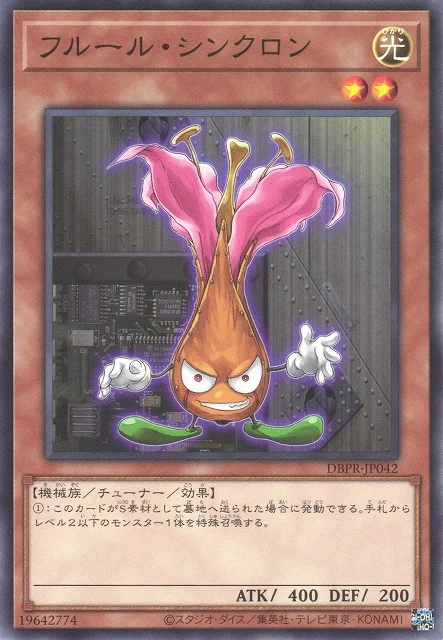 フルール・シンクロン
ひかり
光
DBPR-JP042
【機械族／チューナー／効果】
①：このカードがS素材として墓地へ送られた場合に発動できる。手札から
レベル２以下のモンスター1体を特殊召喚する。
ATK/ 400 DEF/ 200
19642774
©スタジオ・ダイス／集英社・テレビ東京・KONAMI